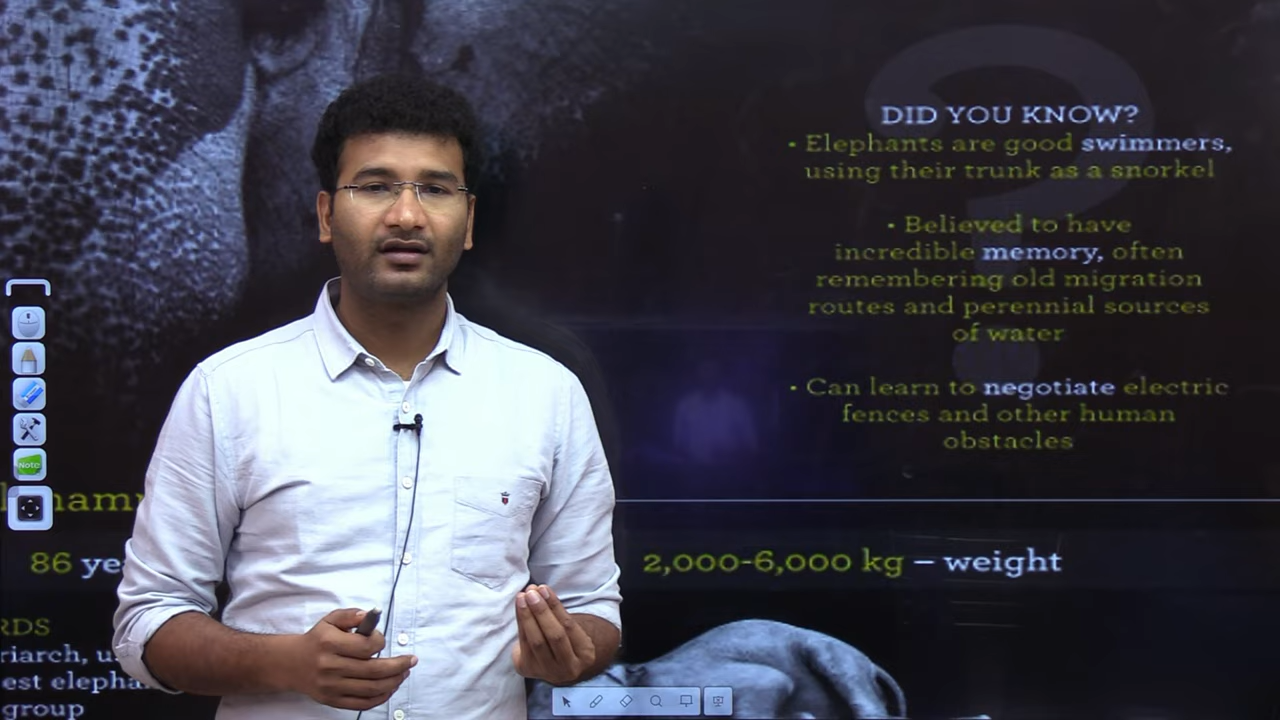 DID YOU KNOW?
• Elephants are good swimmers,
using their trunk as a snorkel
• Believed to have
incredible memory, often
remembering old migration
routes and perennial sources
of water
• Can learn to negotiate electric
fences and other human
obstacles
Note
86
2,000-6,000 kg – weight
group